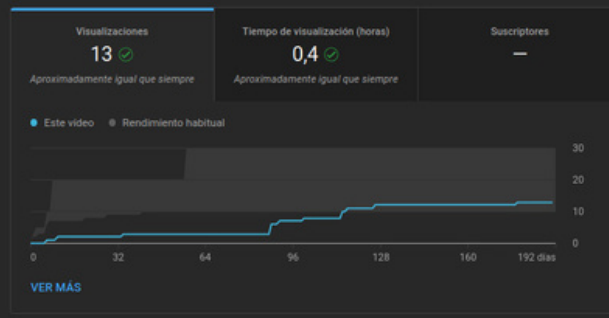 Visualizaciones
13
Aproximadamente igual que siempre
Tiempo de visualización (horas)
0,4
Aproximadamente igual que siempre
Suscriptores
—
Este vídeo
Rendimiento habitual
30
20
10
0
0 32 64 96 128 160 192 días
VER MÁS